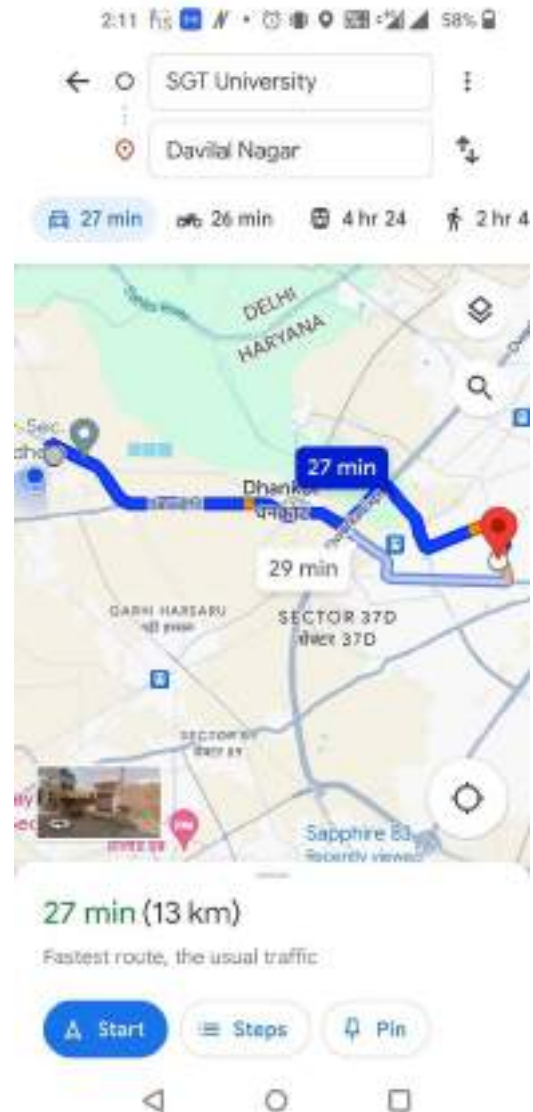 2:11
58%
SGT University
Davilal Nagar
27 min
26 min
4 hr 24
2 hr 4
DELHI
HARYANA
Sec.
27 min
Dhankot
29 min
GARHI HARSARU
SECTOR 37D
सेक्टर 37D
Sapphire 83
Recently viewed
27 min (13 km)
Fastest route, the usual traffic
Start
Steps
Pin